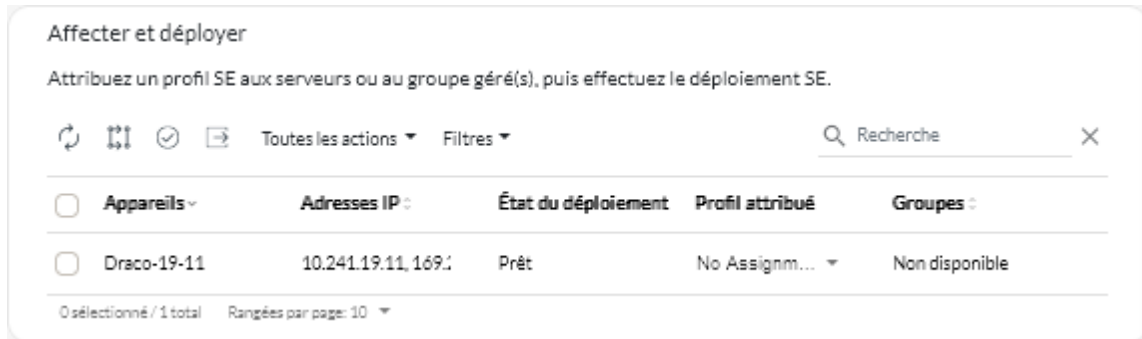 Affecter et déployer
Attribuez un profil SE aux serveurs ou au groupe géré(s), puis effectuez le déploiement SE.
Toutes les actions Filtres Recherche
Appareils Adresses IP État du déploiement Profil attribué Groupes
Draco-19-11 10.241.19.11, 169.2 Prêt No Assignm... Non disponible
0 sélectionné / 1 total Rangées par page: 10